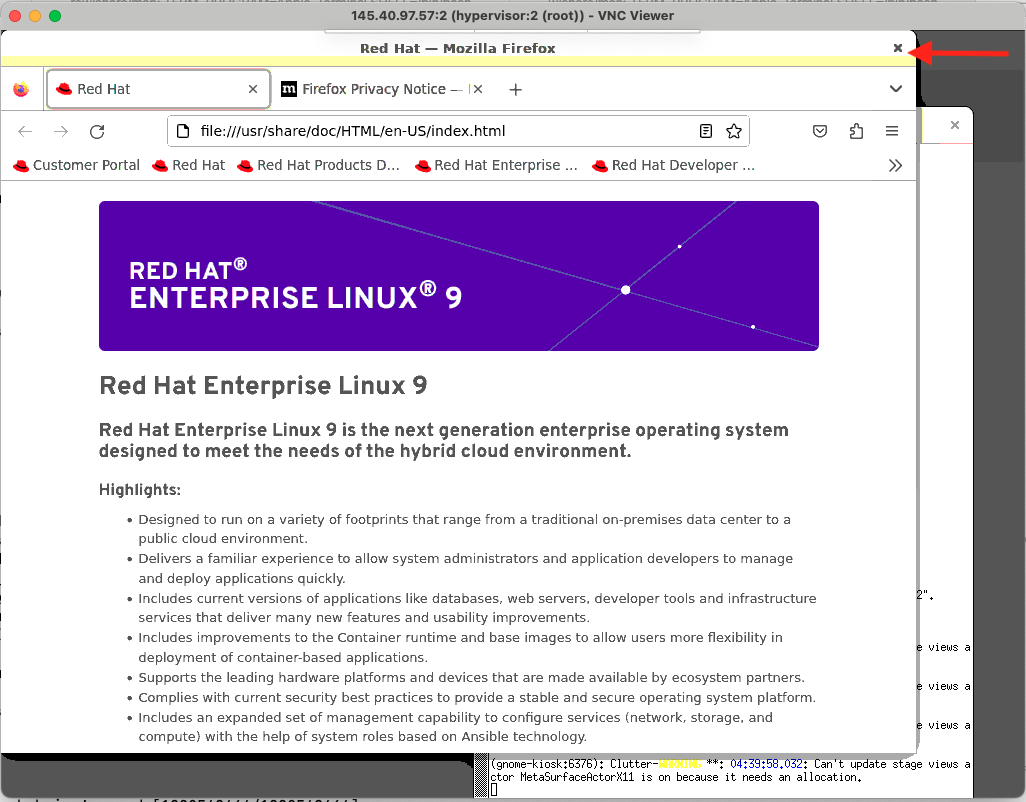 145.40.97.57:2 (hypervisor:2 (root)) - VNC Viewer
Red Hat — Mozilla Firefox
Red Hat
Firefox Privacy Notice —
file:///usr/share/doc/HTML/en-US/index.html
Customer Portal Red Hat Red Hat Products D... Red Hat Enterprise ... Red Hat Developer ...
RED HAT®
ENTERPRISE LINUX® 9
Red Hat Enterprise Linux 9
Red Hat Enterprise Linux 9 is the next generation enterprise operating system
designed to meet the needs of the hybrid cloud environment.
Highlights:
• Designed to run on a variety of footprints that range from a traditional on-premises data center to a
public cloud environment.
• Delivers a familiar experience to allow system administrators and application developers to manage
and deploy applications quickly.
• Includes current versions of applications like databases, web servers, developer tools and infrastructure
services that deliver many new features and usability improvements.
• Includes improvements to the Container runtime and base images to allow users more flexibility in
deployment of container-based applications.
• Supports the leading hardware platforms and devices that are made available by ecosystem partners.
• Complies with current security best practices to provide a stable and secure operating system platform.
• Includes an expanded set of management capability to configure services (network, storage, and
compute) with the help of system roles based on Ansible technology.
2".
e views a
e views a
e views a
(gnome-kiosk:6376): Clutter-WARNING **: 04:39:58.032: Can't update stage views a
ctor MetaSurfaceActorX11 is on because it needs an allocation.